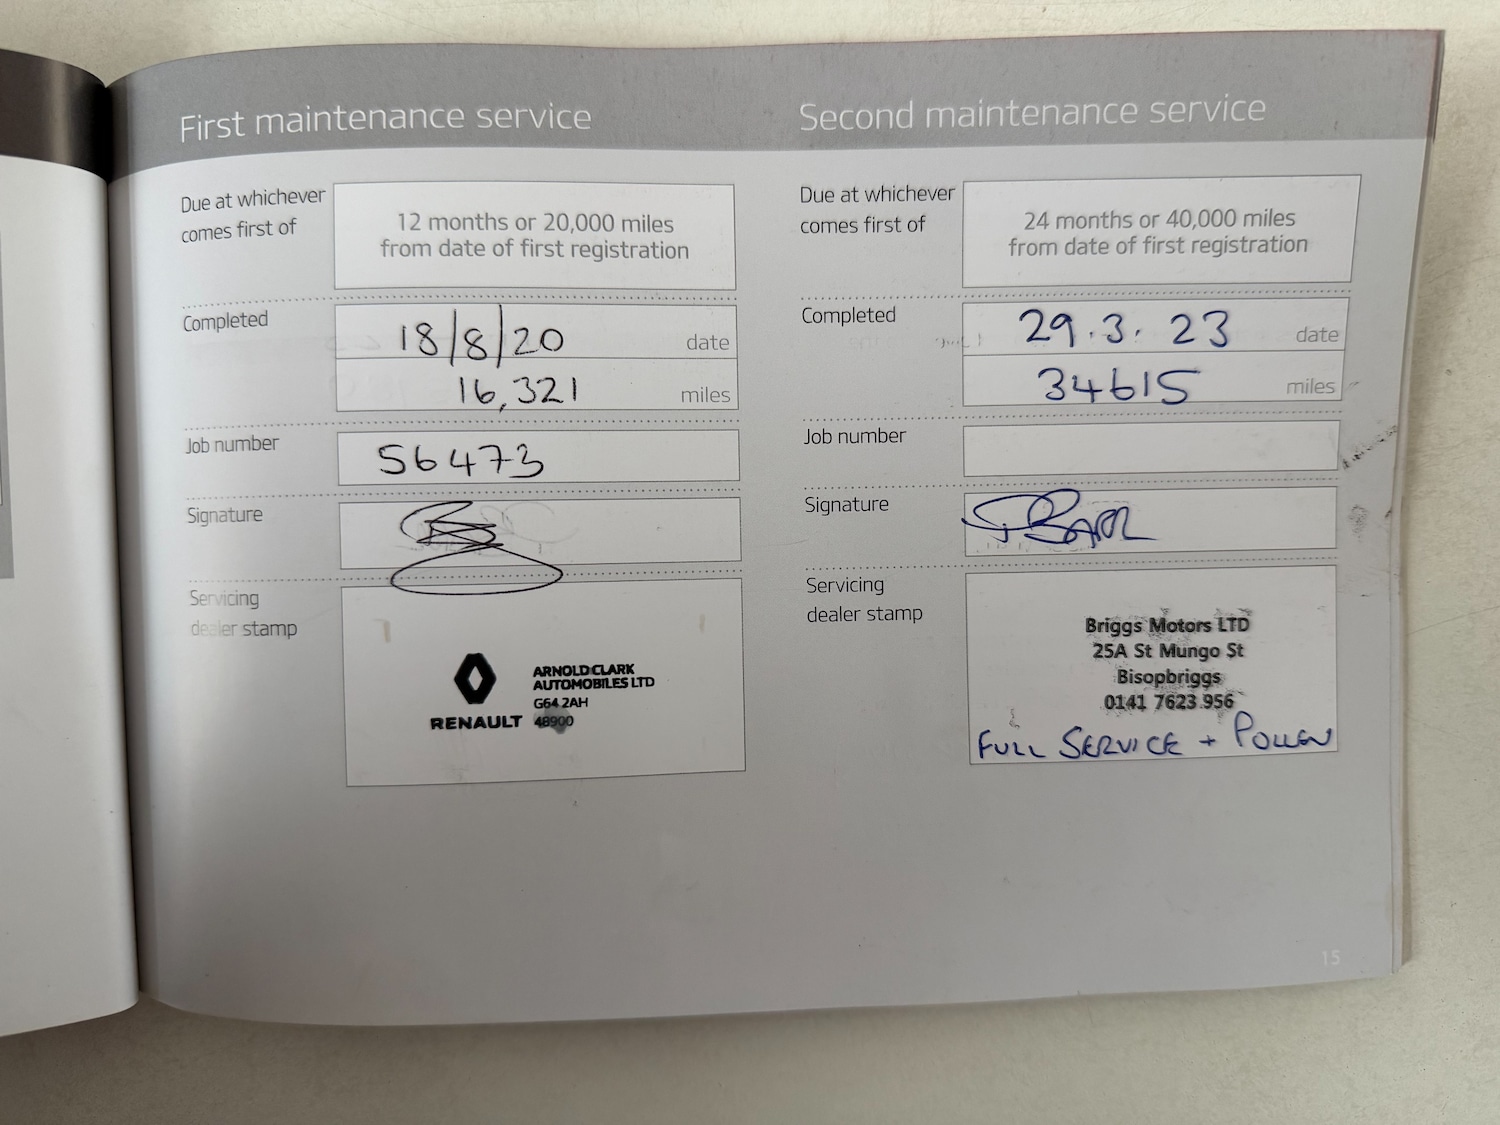 First maintenance service
Due at whichever
comes first of
12 months or 20,000 miles
from date of first registration
Completed
18/8/20 date
16,321 miles
Job number
56473
Signature
Servicing
dealer stamp
RENAULT
ARNOLD CLARK
AUTOMOBILES LTD
G64 2AH
48900
Second maintenance service
Due at whichever
comes first of
24 months or 40,000 miles
from date of first registration
Completed
29.3.23 date
34615 miles
Job number
Signature
Servicing
dealer stamp
Briggs Motors LTD
25A St Mungo St
Bisopbriggs
0141 7623 956
FULL SERVICE + POLLEN
15